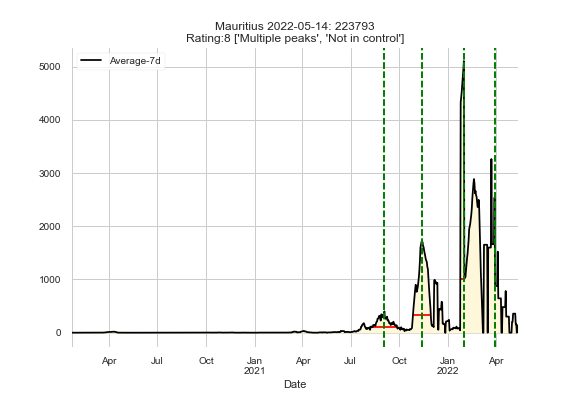 Mauritius 2022-05-14: 223793
Rating:8 ['Multiple peaks', 'Not in control']
Average-7d
5000
4000
3000
2000
1000
0
Apr Jul Oct Jan Apr Jul Oct Jan Apr
2021 2022
Date